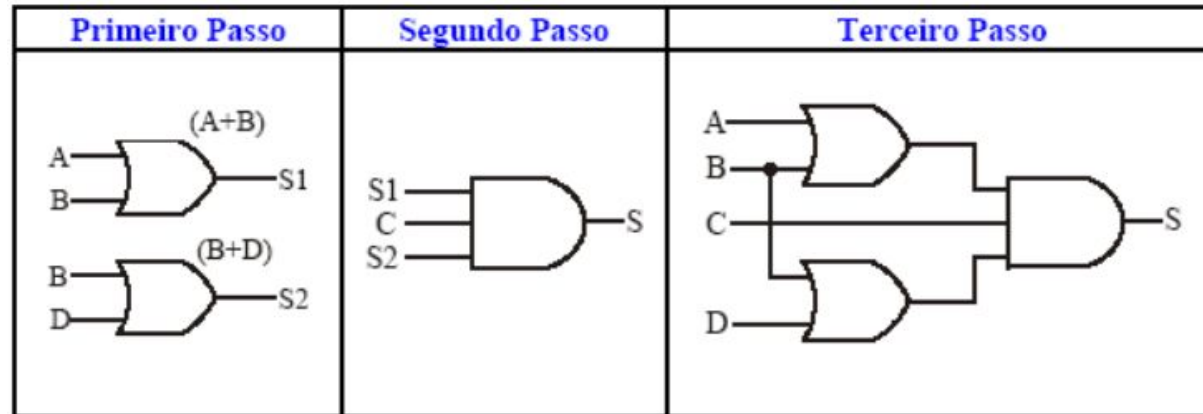 Primeiro Passo
Segundo Passo
Terceiro Passo
(A+B)
A
B
S1
(B+D)
B
D
S2
S1
C
S2
S
A
B
C
D
S